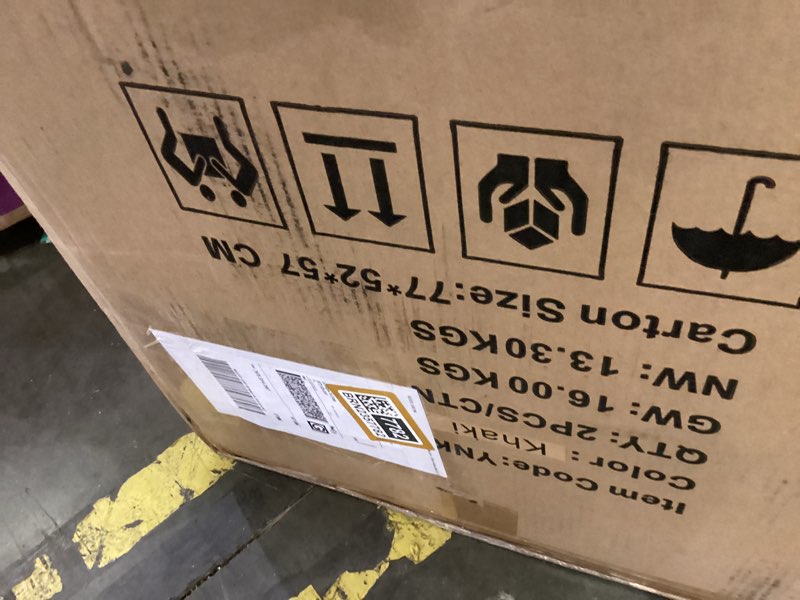 Item Code:YNK
Color : Khaki
QTY: 2PCS/CTN
GW: 16.00KGS
NW: 13.30KGS
Carton Size:77*52*57 CM